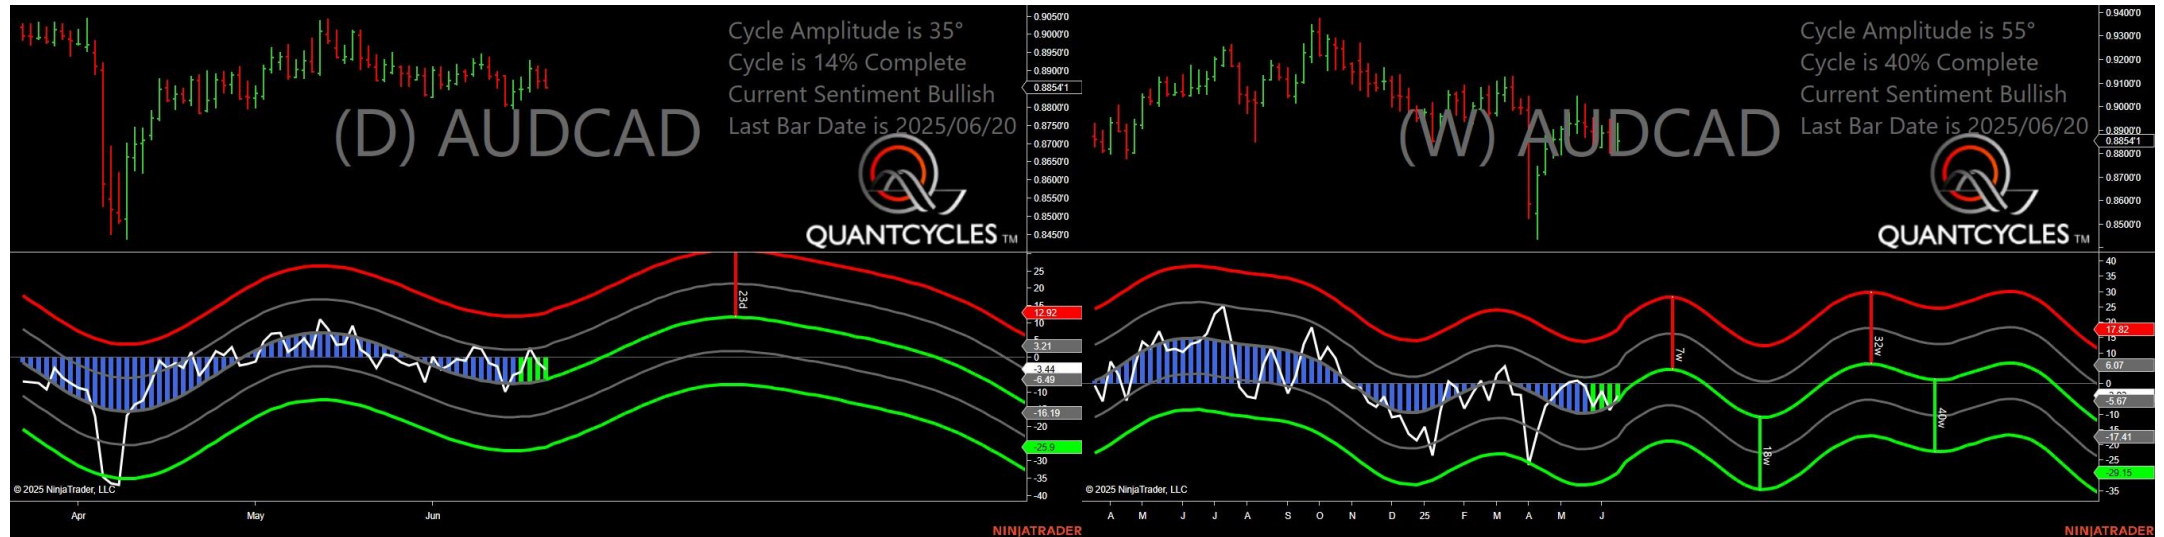 Cycle Amplitude is 35°
Cycle is 14% Complete
Current Sentiment Bullish
Last Bar Date is 2025/06/20
(D) AUDCAD
QUANTCYCLES TM
0.9050'0
0.9000'0
0.8950'0
0.8900'0
0.8854'1
0.8800'0
0.8750'0
0.8700'0
0.8650'0
0.8600'0
0.8550'0
0.8500'0
0.8450'0
23d
25
20
15
12.92
10
5
3.21
0
-3.44
-6.49
-10
-16.19
-20
-25.9
-30
-35
-40
© 2025 NinjaTrader, LLC
Apr
May
Jun
NINJATRADER
Cycle Amplitude is 55°
Cycle is 40% Complete
Current Sentiment Bullish
Last Bar Date is 2025/06/20
(W) AUDCAD
QUANTCYCLES TM
0.9400'0
0.9300'0
0.9200'0
0.9100'0
0.9000'0
0.8900'0
0.8854'1
0.8800'0
0.8700'0
0.8600'0
0.8500'0
7w
18w
32w
40w
40
35
30
25
20
17.82
15
10
6.07
0
-5.67
-10
-17.41
-20
-25
-29.15
-35
© 2025 NinjaTrader, LLC
A M J J A S O N D 25 F M A M J
NINJATRADER